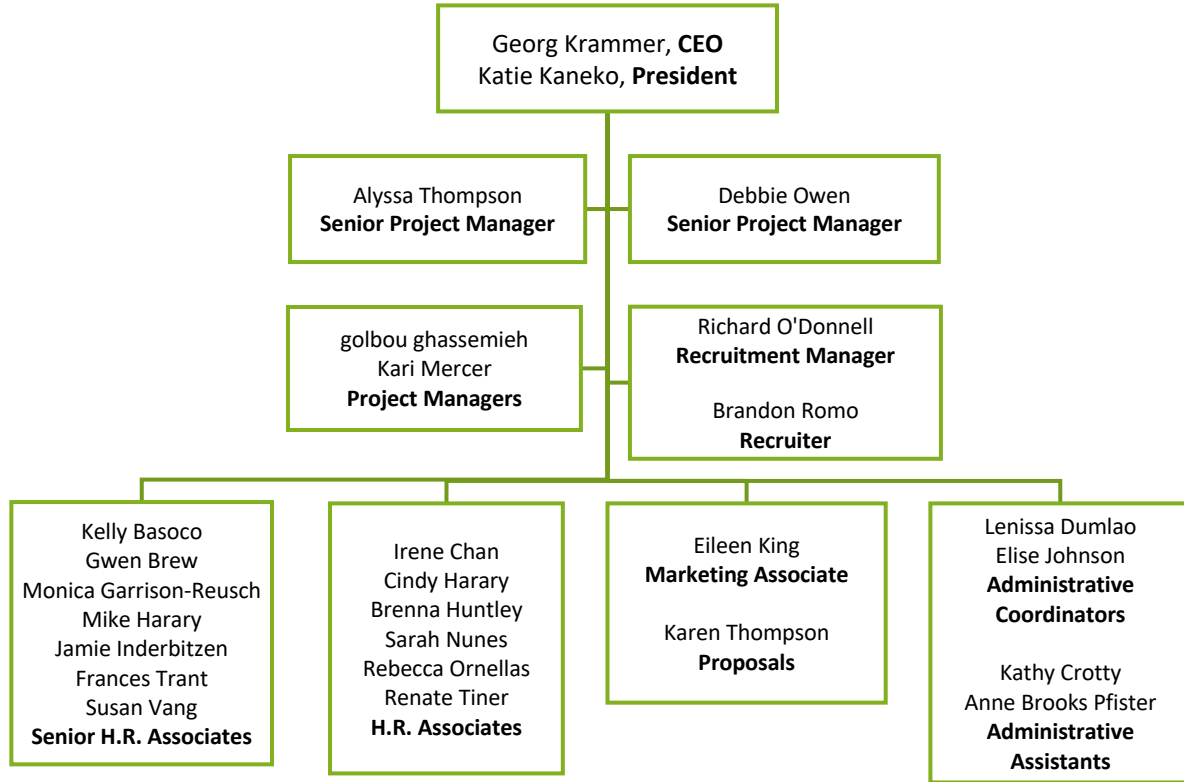 Georg Krammer, CEO
Katie Kaneko, President
Alyssa Thompson
Senior Project Manager
Debbie Owen
Senior Project Manager
golbou ghassemieh
Kari Mercer
Project Managers
Richard O'Donnell
Recruitment Manager
Brandon Romo
Recruiter
Kelly Basoco
Gwen Brew
Monica Garrison-Reusch
Mike Harary
Jamie Inderbitzen
Frances Trant
Susan Vang
Senior H.R. Associates
Irene Chan
Cindy Harary
Brenna Huntley
Sarah Nunes
Rebecca Ornellas
Renate Tiner
H.R. Associates
Eileen King
Marketing Associate
Karen Thompson
Proposals
Lenissa Dumlao
Elise Johnson
Administrative
Coordinators
Kathy Crotty
Anne Brooks Pfister
Administrative
Assistants